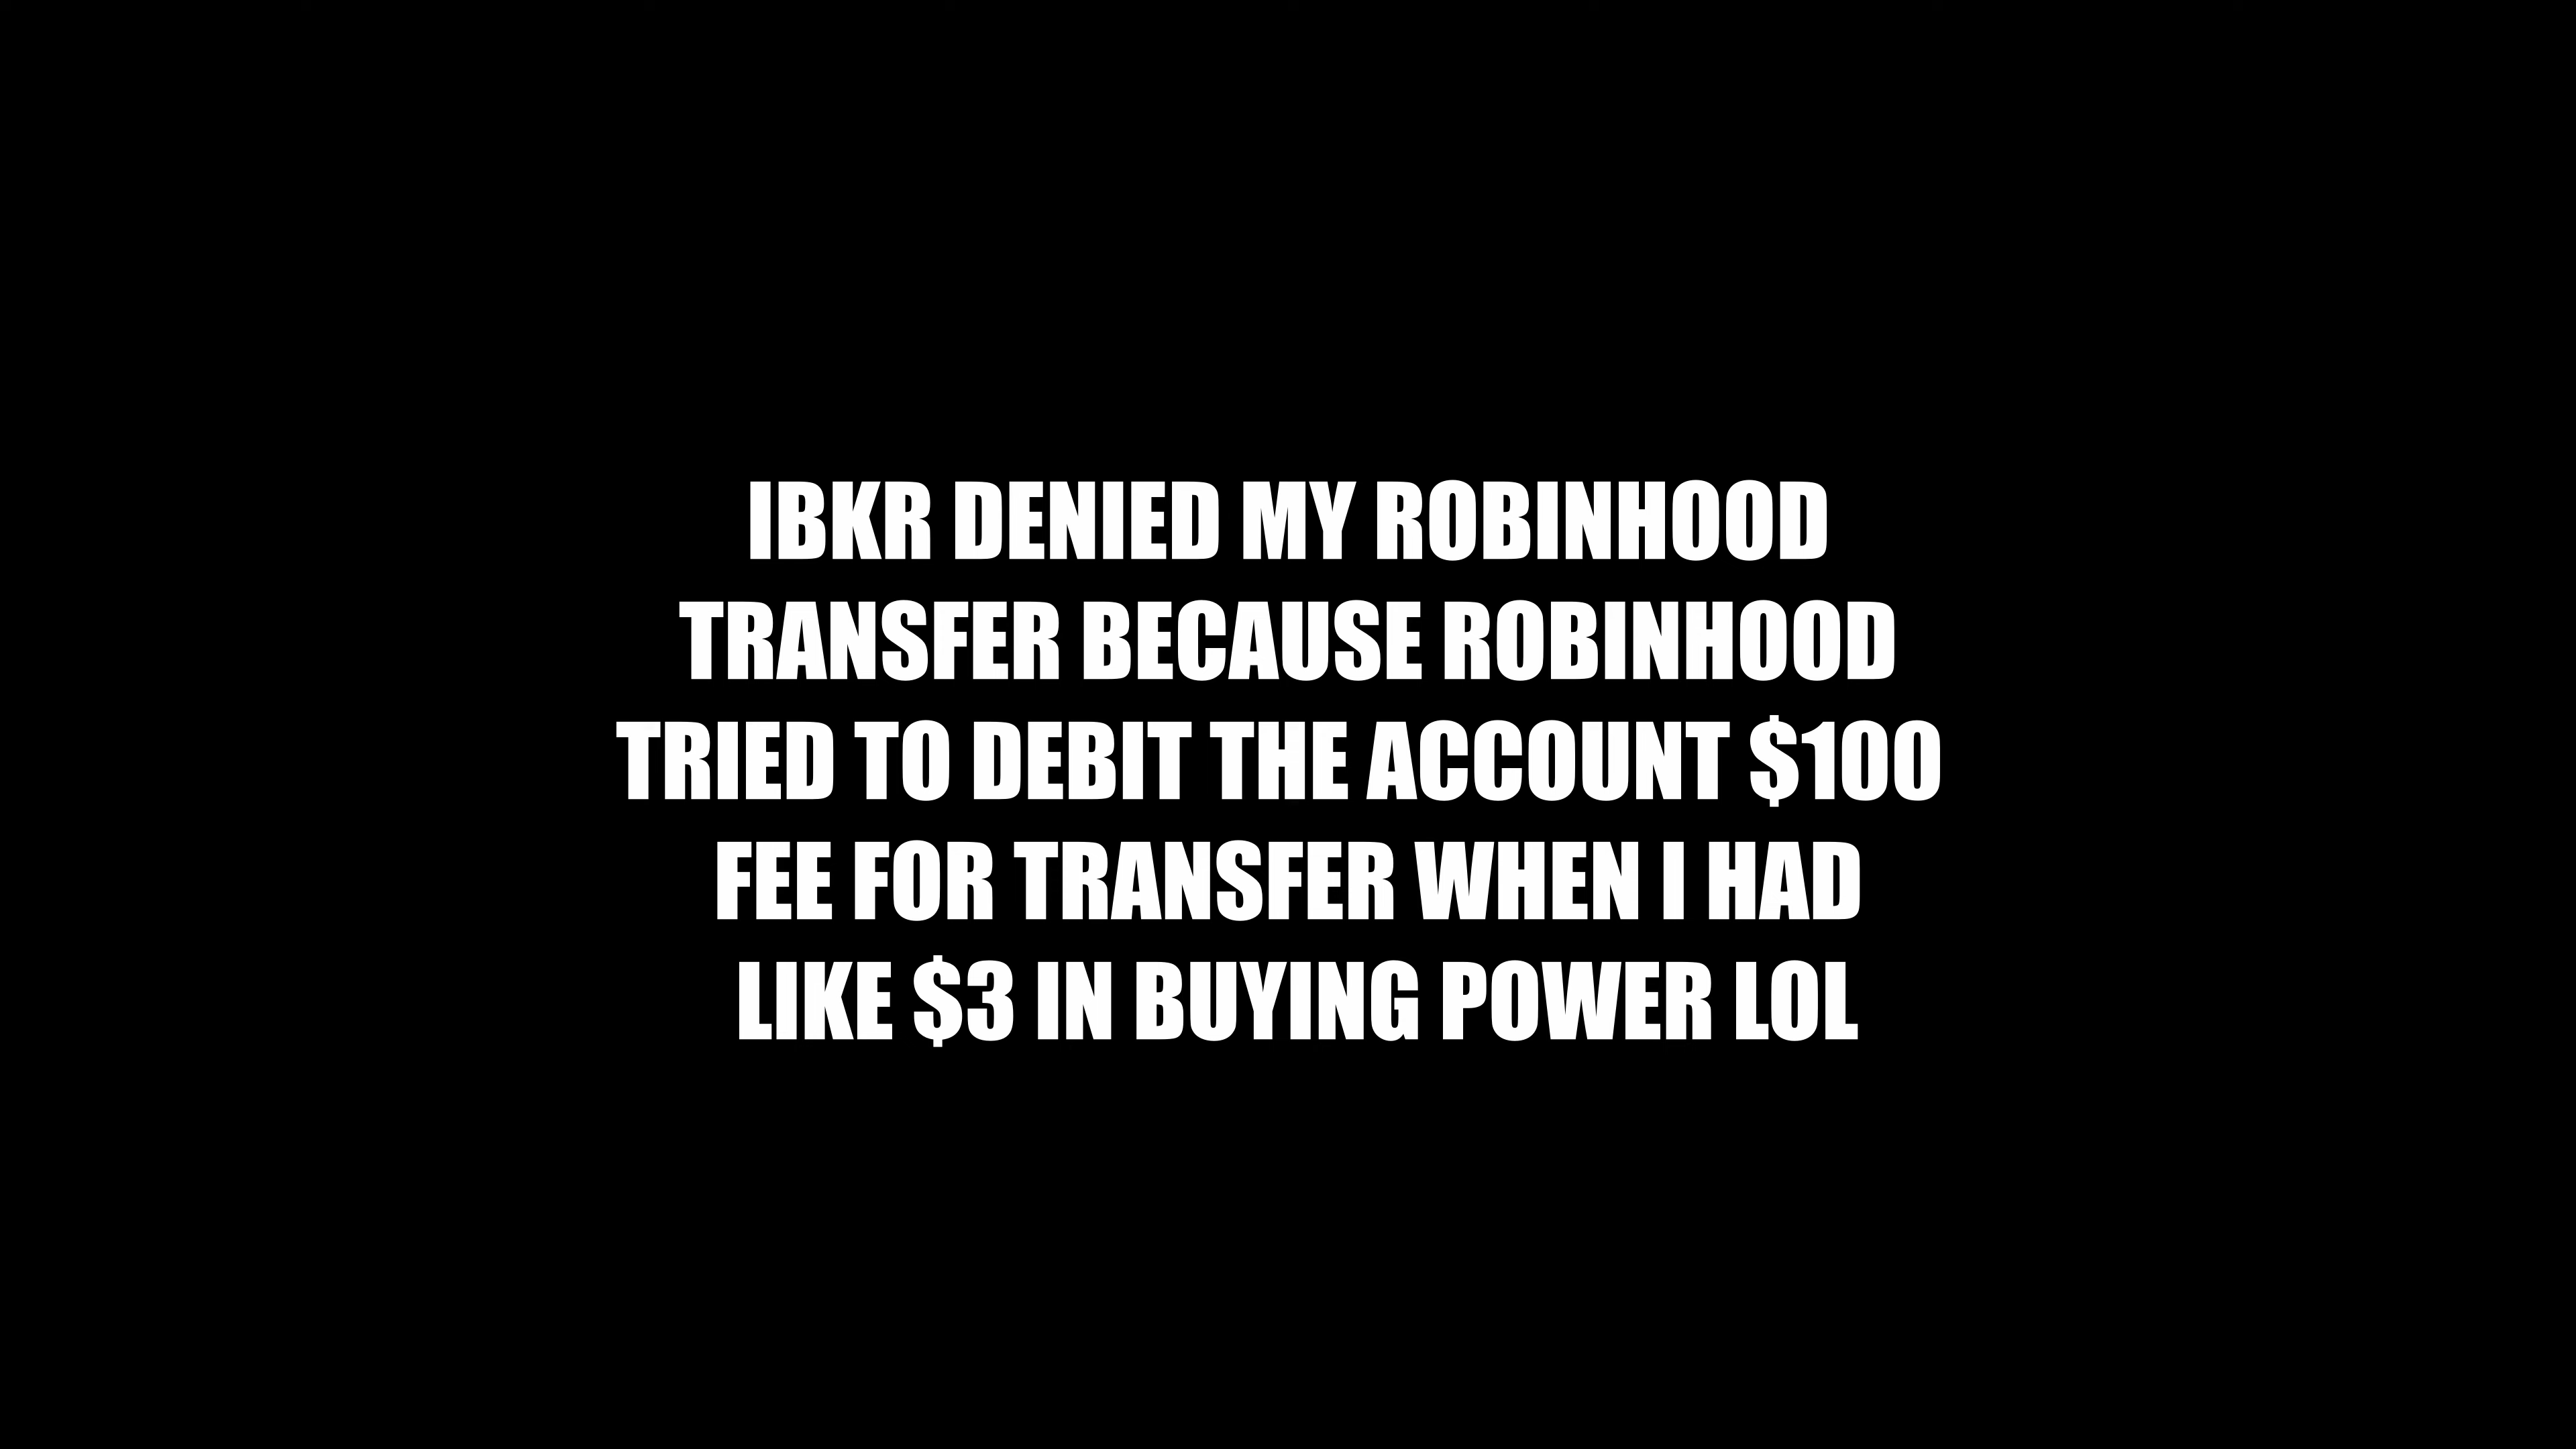 IBKR DENIED MY ROBINHOOD
TRANSFER BECAUSE ROBINHOOD
TRIED TO DEBIT THE ACCOUNT $100
FEE FOR TRANSFER WHEN I HAD
LIKE $3 IN BUYING POWER LOL